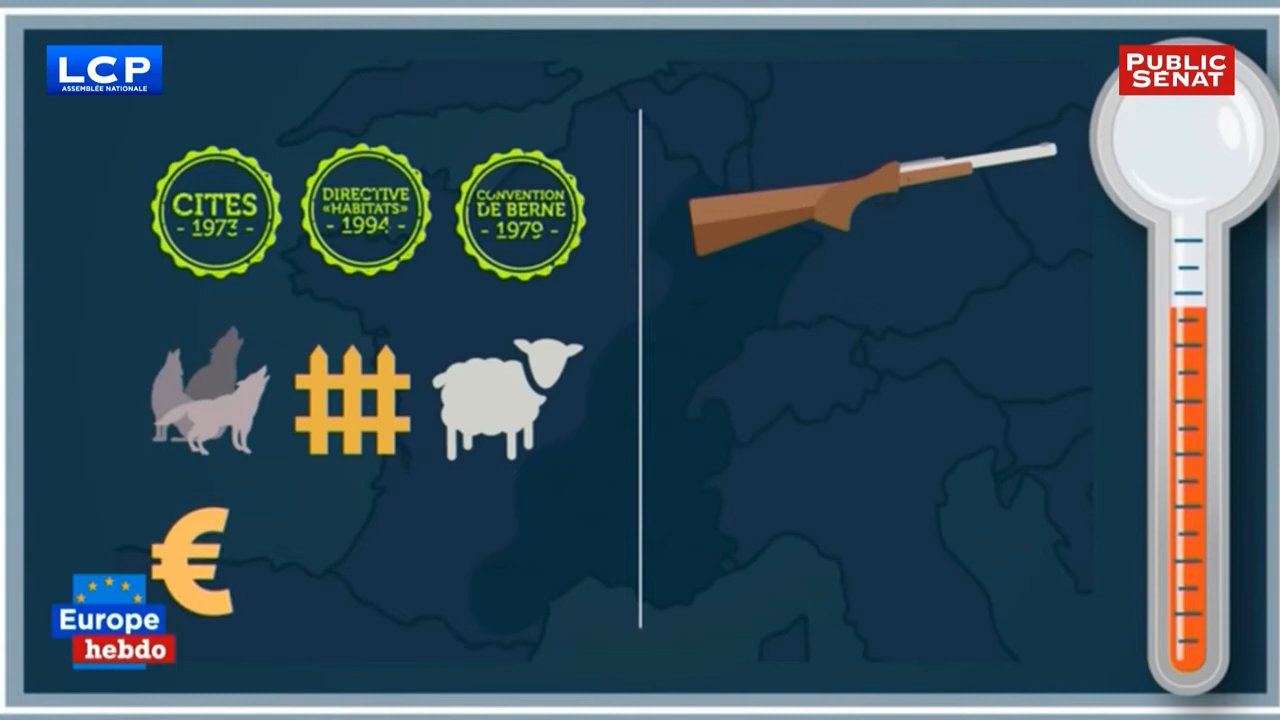 LCP
ASSEMBLÉE NATIONALE
PUBLIC
SÉNAT
CITES
- 1973 -
DIRECTIVE
«HABITATS»
- 1994 -
CONVENTION
DE BERNE
- 1979 -
€
Europe
hebdo